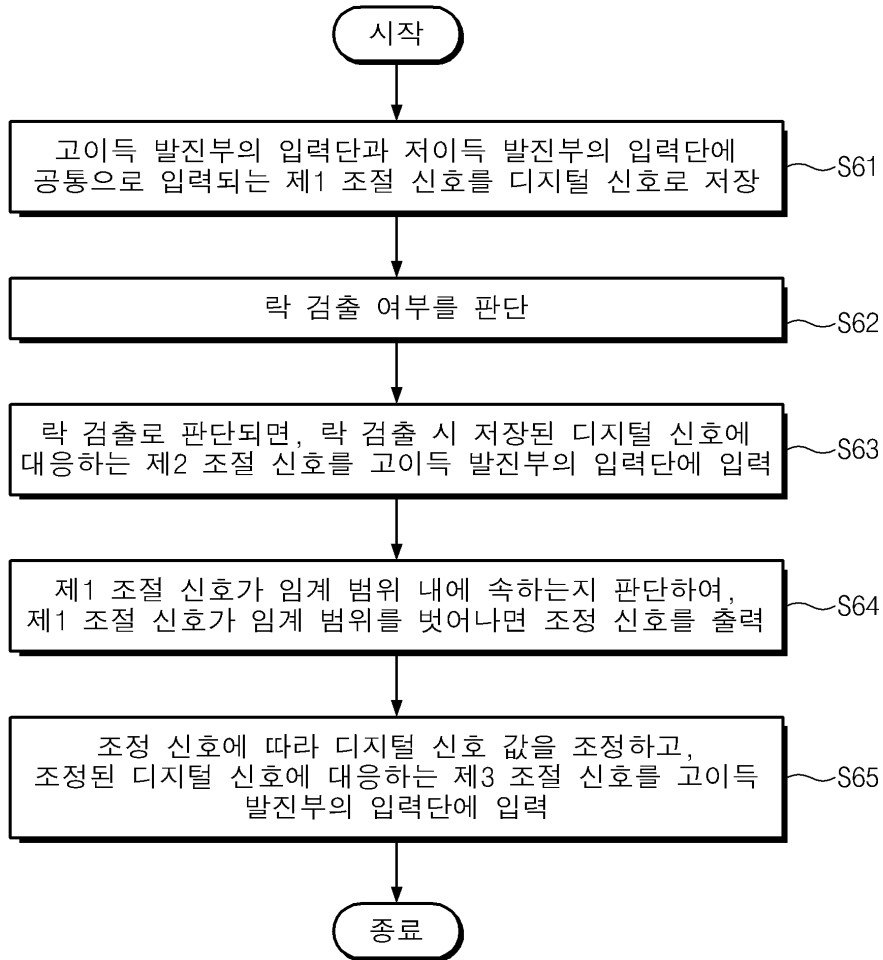 시작
고이득 발진부의 입력단과 저이득 발진부의 입력단에
공통으로 입력되는 제1 조절 신호를 디지털 신호로 저장
S61
락 검출 여부를 판단
S62
락 검출로 판단되면, 락 검출 시 저장된 디지털 신호에
대응하는 제2 조절 신호를 고이득 발진부의 입력단에 입력
S63
제1 조절 신호가 임계 범위 내에 속하는지 판단하여,
제1 조절 신호가 임계 범위를 벗어나면 조정 신호를 출력
S64
조정 신호에 따라 디지털 신호 값을 조정하고,
조정된 디지털 신호에 대응하는 제3 조절 신호를 고이득
발진부의 입력단에 입력
S65
종료